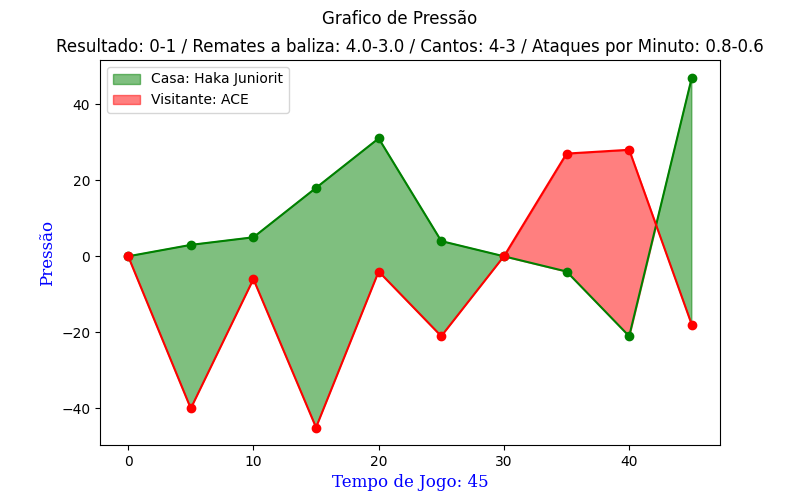 Grafico de Pressão
Resultado: 0-1 / Remates a baliza: 4.0-3.0 / Cantos: 4-3 / Ataques por Minuto: 0.8-0.6
Casa: Haka Juniorit
Visitante: ACE
Pressão
40
20
0
−20
−40
0 10 20 30 40
Tempo de Jogo: 45